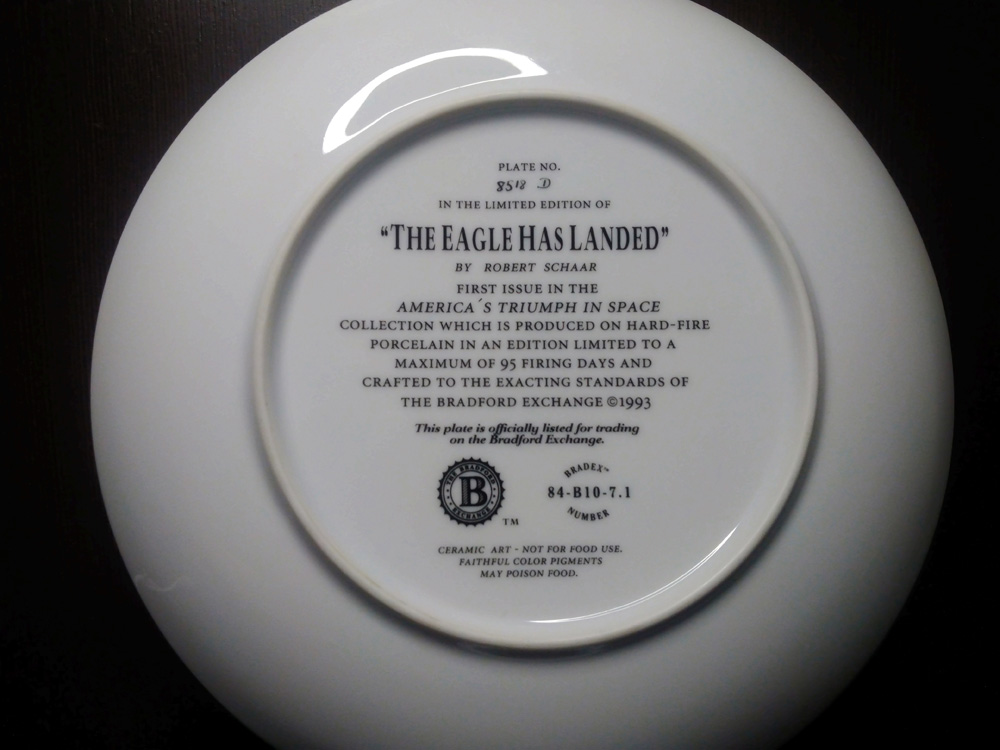 PLATE NO.
8518 D
IN THE LIMITED EDITION OF
"THE EAGLE HAS LANDED"
BY ROBERT SCHAAR
FIRST ISSUE IN THE
AMERICA´S TRIUMPH IN SPACE
COLLECTION WHICH IS PRODUCED ON HARD-FIRE
PORCELAIN IN AN EDITION LIMITED TO A
MAXIMUM OF 95 FIRING DAYS AND
CRAFTED TO THE EXACTING STANDARDS OF
THE BRADFORD EXCHANGE ©1993
This plate is officially listed for trading
on the Bradford Exchange.
THE BRADFORD
B
EXCHANGE
TM
BRADEX™
84-B10-7.1
NUMBER
CERAMIC ART - NOT FOR FOOD USE.
FAITHFUL COLOR PIGMENTS
MAY POISON FOOD.